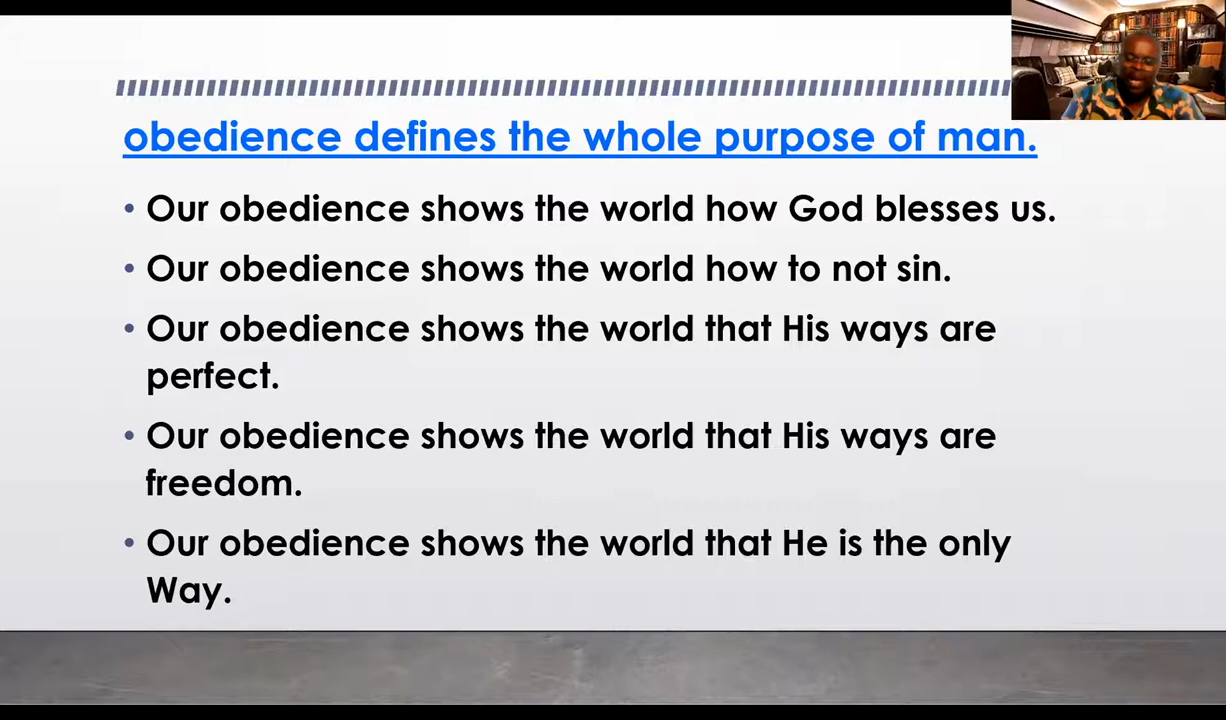 obedience defines the whole purpose of man.
• Our obedience shows the world how God blesses us.
• Our obedience shows the world how to not sin.
• Our obedience shows the world that His ways are
perfect.
• Our obedience shows the world that His ways are
freedom.
• Our obedience shows the world that He is the only
Way.